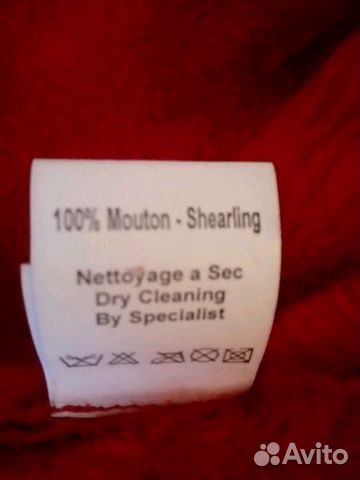 100% Mouton - Shearling
Nettoyage a Sec
Dry Cleaning
By Specialist
Avito